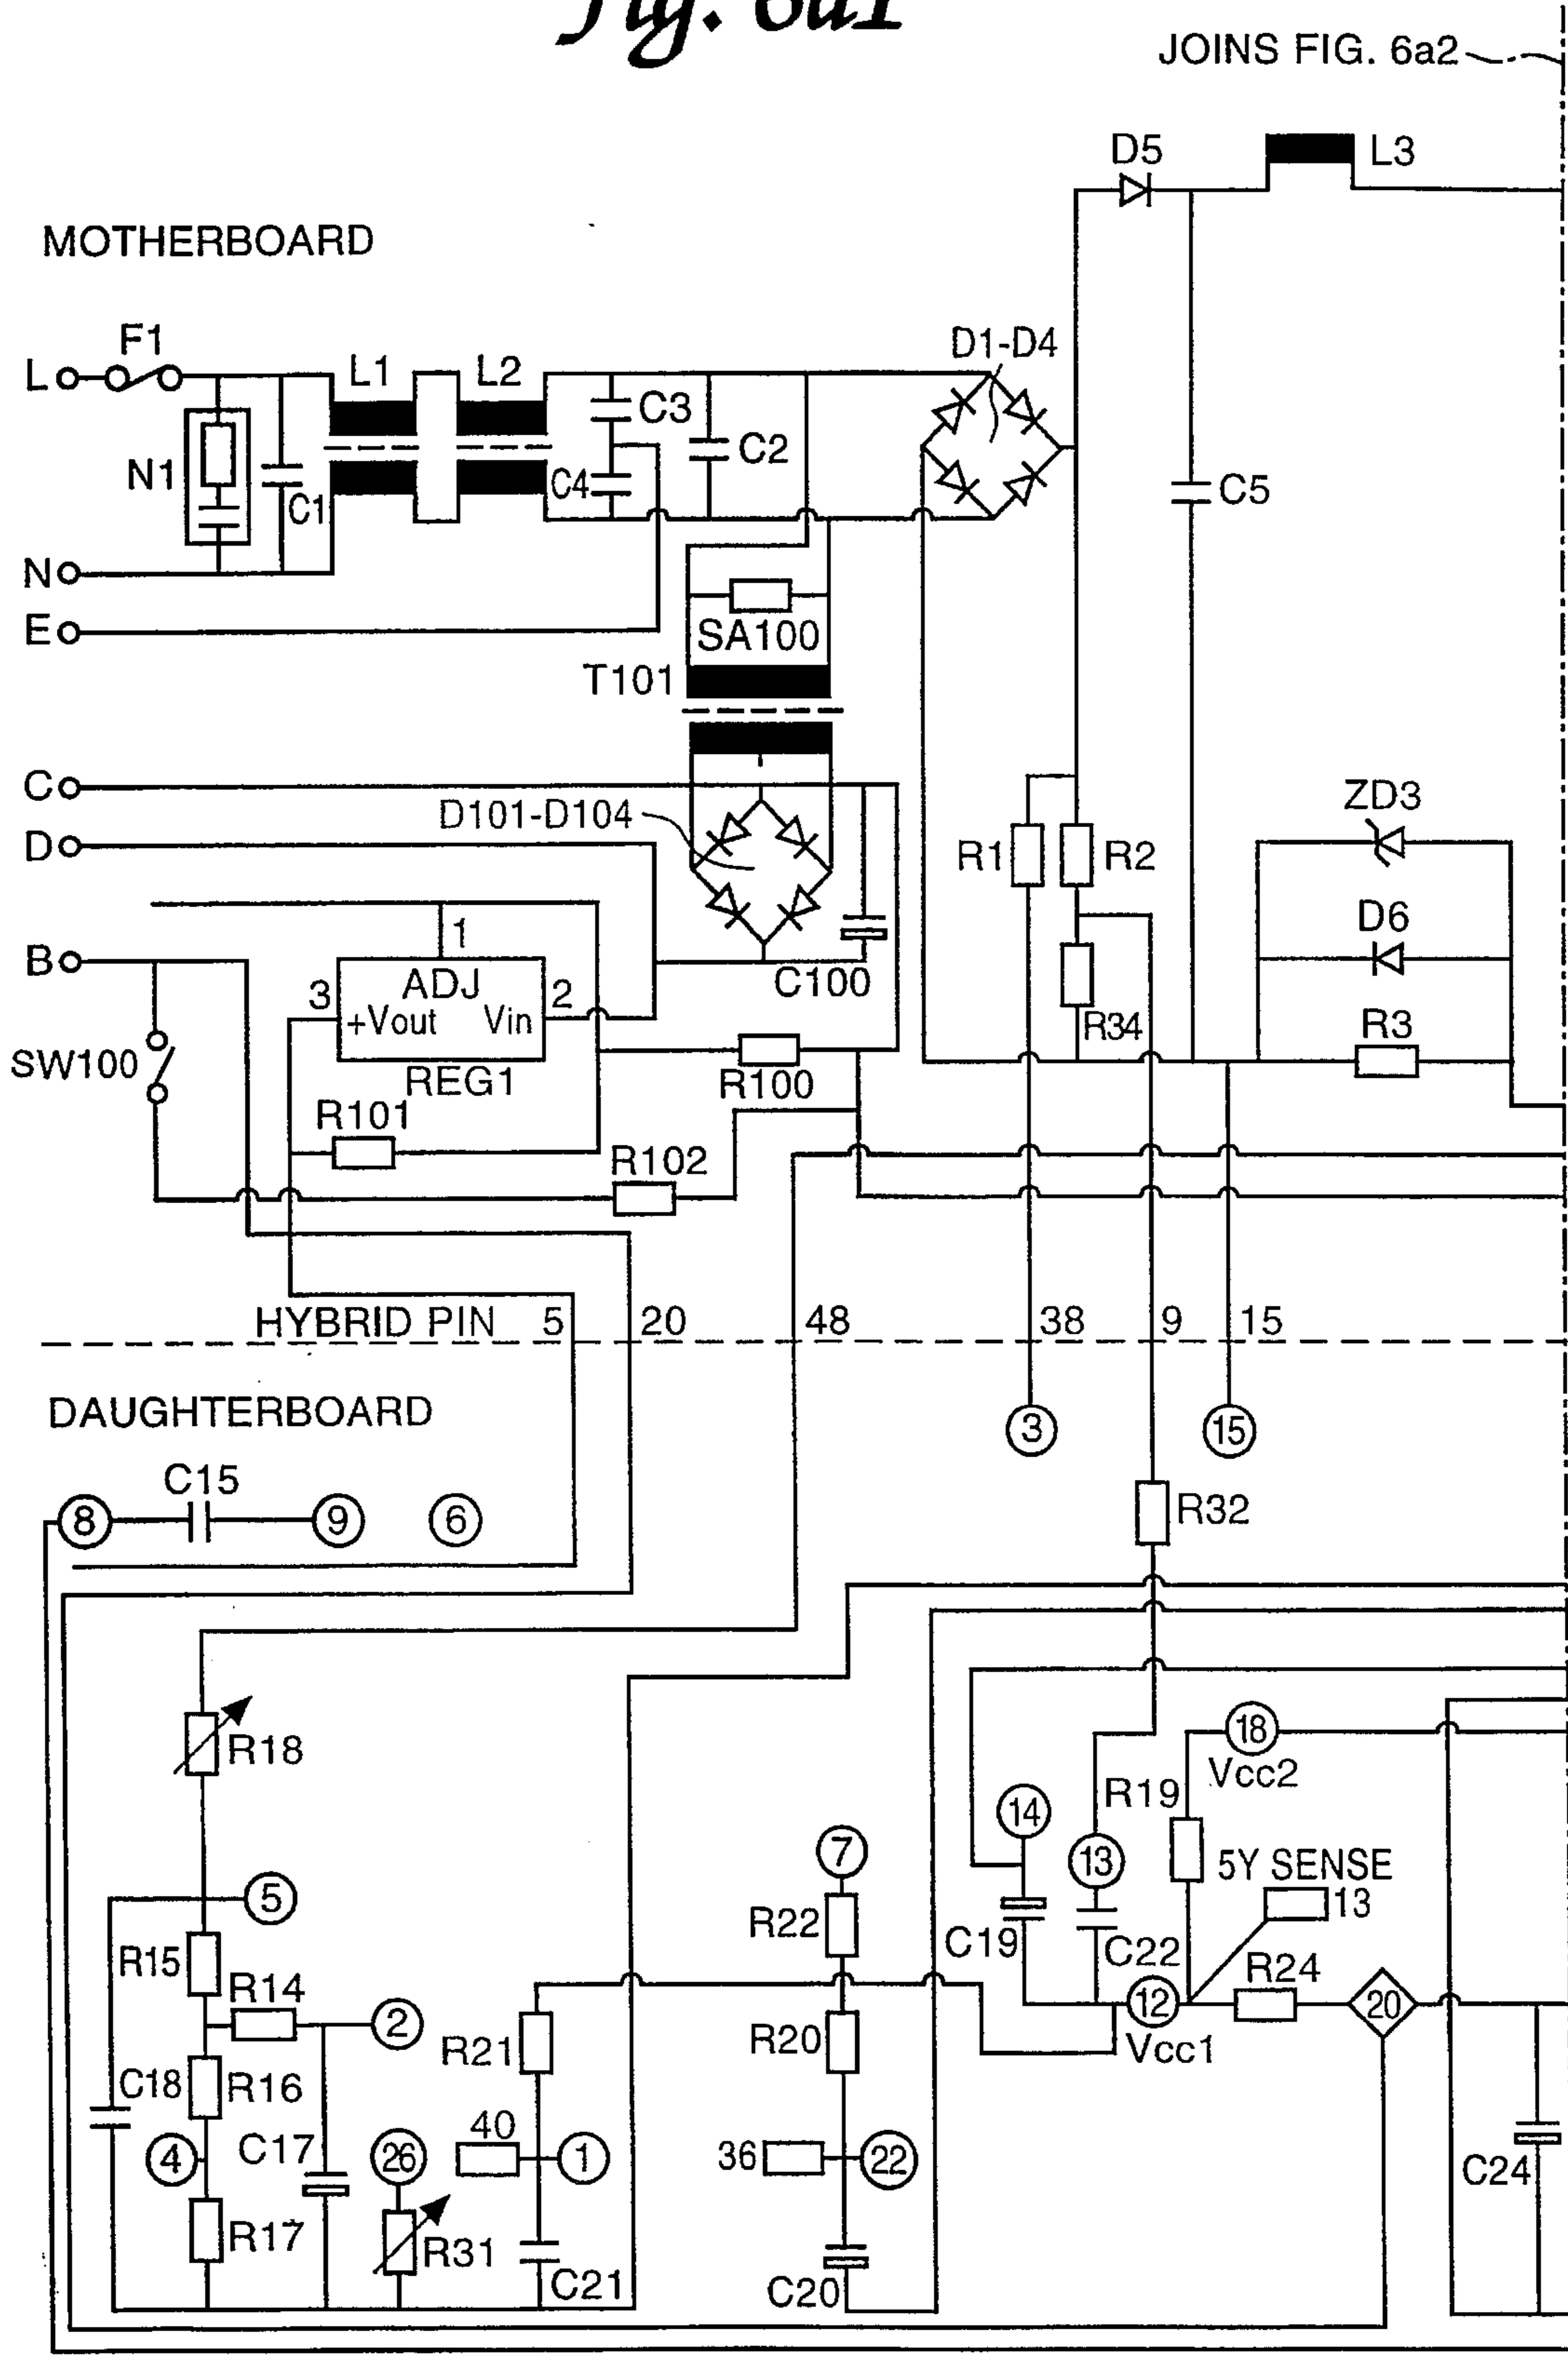 Fig. 6a1
JOINS FIG. 6a2
D5
L3
MOTHERBOARD
F1
L
L1
L2
D1-D4
C3
C2
N1
C1
C4
C5
N
E
SA100
T101
C
D101-D104
ZD3
D
R1
R2
1
D6
B
ADJ
C100
3
2
+Vout
Vin
R34
R3
SW100
REG1
R100
R101
R102
HYBRID PIN
5
20
48
38
9
15
DAUGHTERBOARD
3
15
C15
8
9
6
R32
R18
18
Vcc2
R19
14
13
7
5Y SENSE
13
5
R22
C19
C22
R15
R24
R14
12
20
2
R21
R20
Vcc1
C18
R16
40
4
C17
26
1
36
22
C24
R17
R31
C21
C20